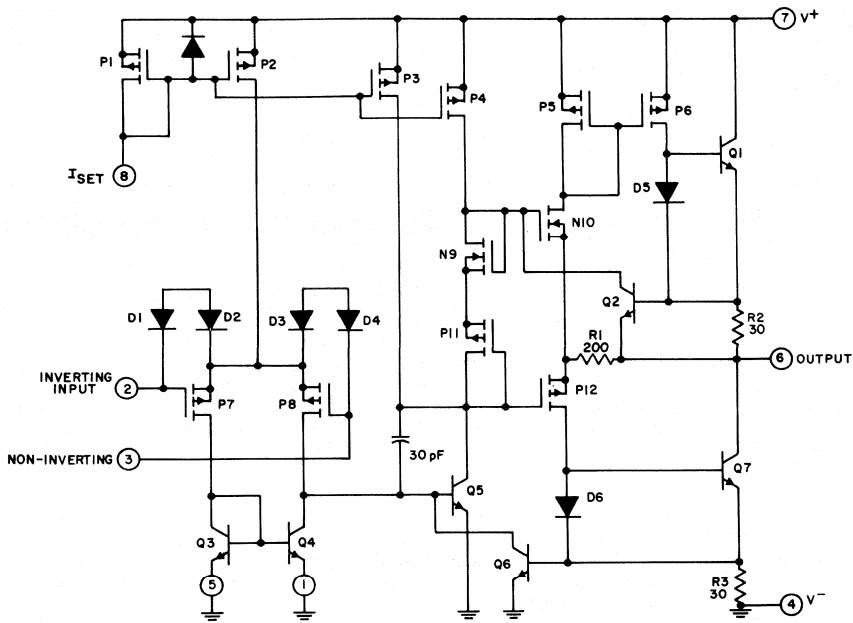 7 V+
P1
P2
P3
P4
P5
P6
Q1
ISET 8
D5
N10
N9
Q2
D1
D2
D3
D4
P11
R2
30
R1
200
6 OUTPUT
INVERTING
INPUT
2
P7
P8
P12
NON-INVERTING 3
30 pF
Q5
Q7
D6
Q3
Q4
Q6
5
1
R3
30
4 V-